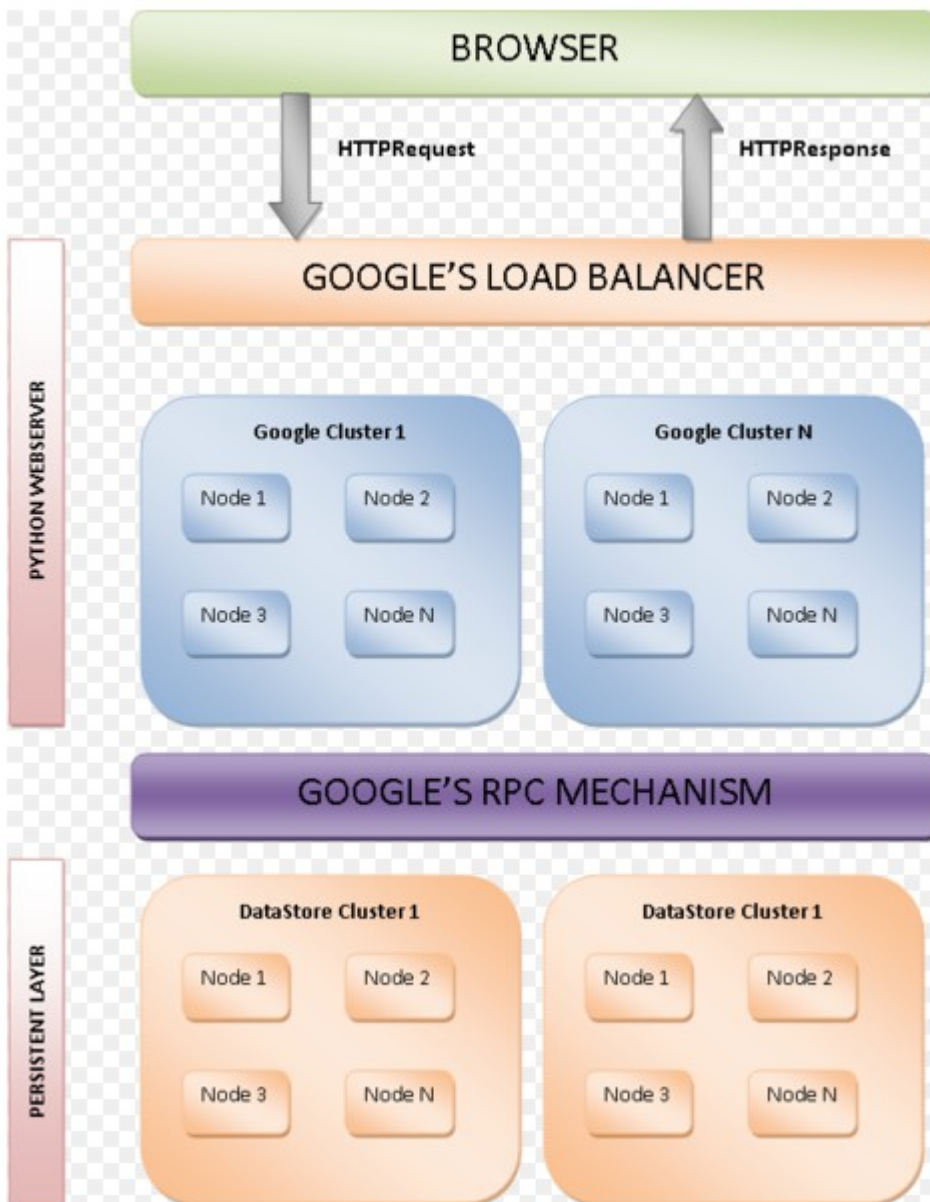 BROWSER
HTTPRequest
HTTPResponse
GOOGLE'S LOAD BALANCER
PYTHON WEBSERVER
Google Cluster 1
Node 1
Node 2
Node 3
Node N
Google Cluster N
Node 1
Node 2
Node 3
Node N
GOOGLE'S RPC MECHANISM
PERSISTENT LAYER
DataStore Cluster 1
Node 1
Node 2
Node 3
Node N
DataStore Cluster 1
Node 1
Node 2
Node 3
Node N